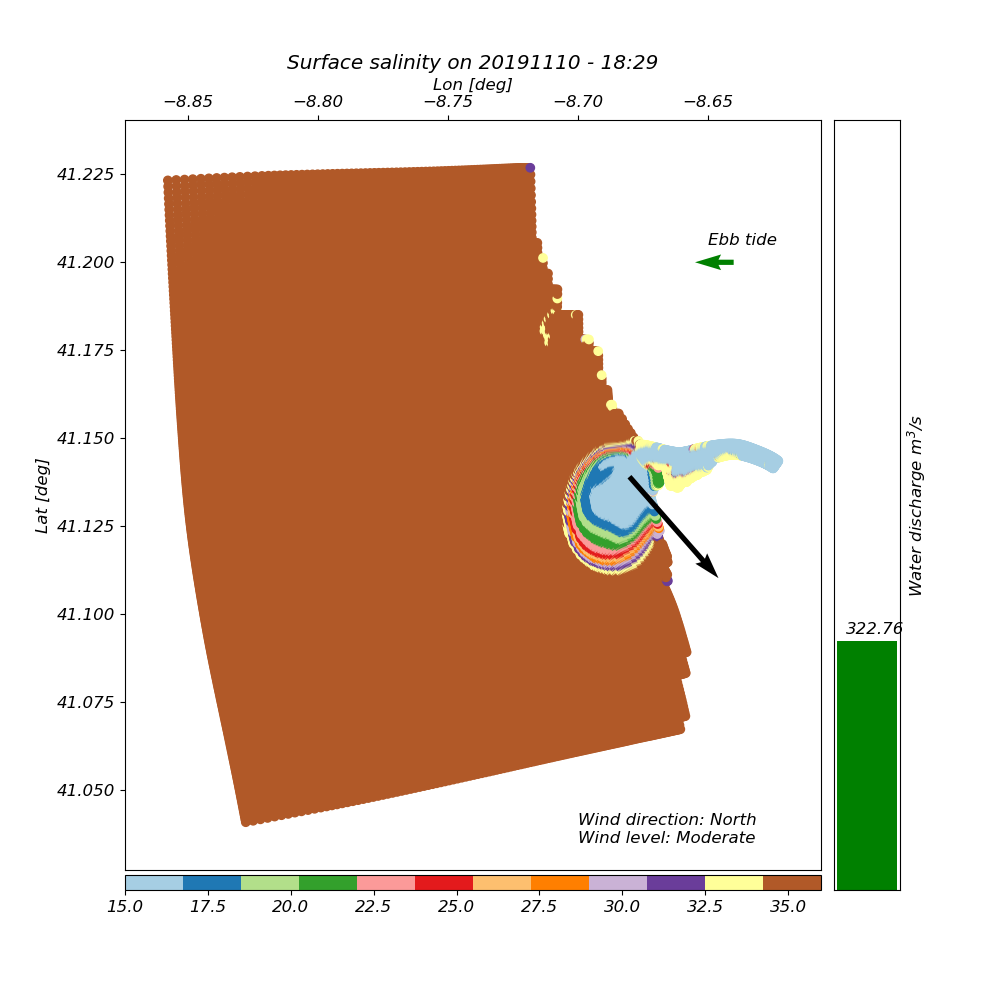 Surface salinity on 20191110 - 18:29
Lon [deg]
−8.85 −8.80 −8.75 −8.70 −8.65
41.225
41.200
41.175
41.150
41.125
41.100
41.075
41.050
Lat [deg]
Ebb tide
Wind direction: North
Wind level: Moderate
322.76
Water discharge m³/s
15.0 17.5 20.0 22.5 25.0 27.5 30.0 32.5 35.0